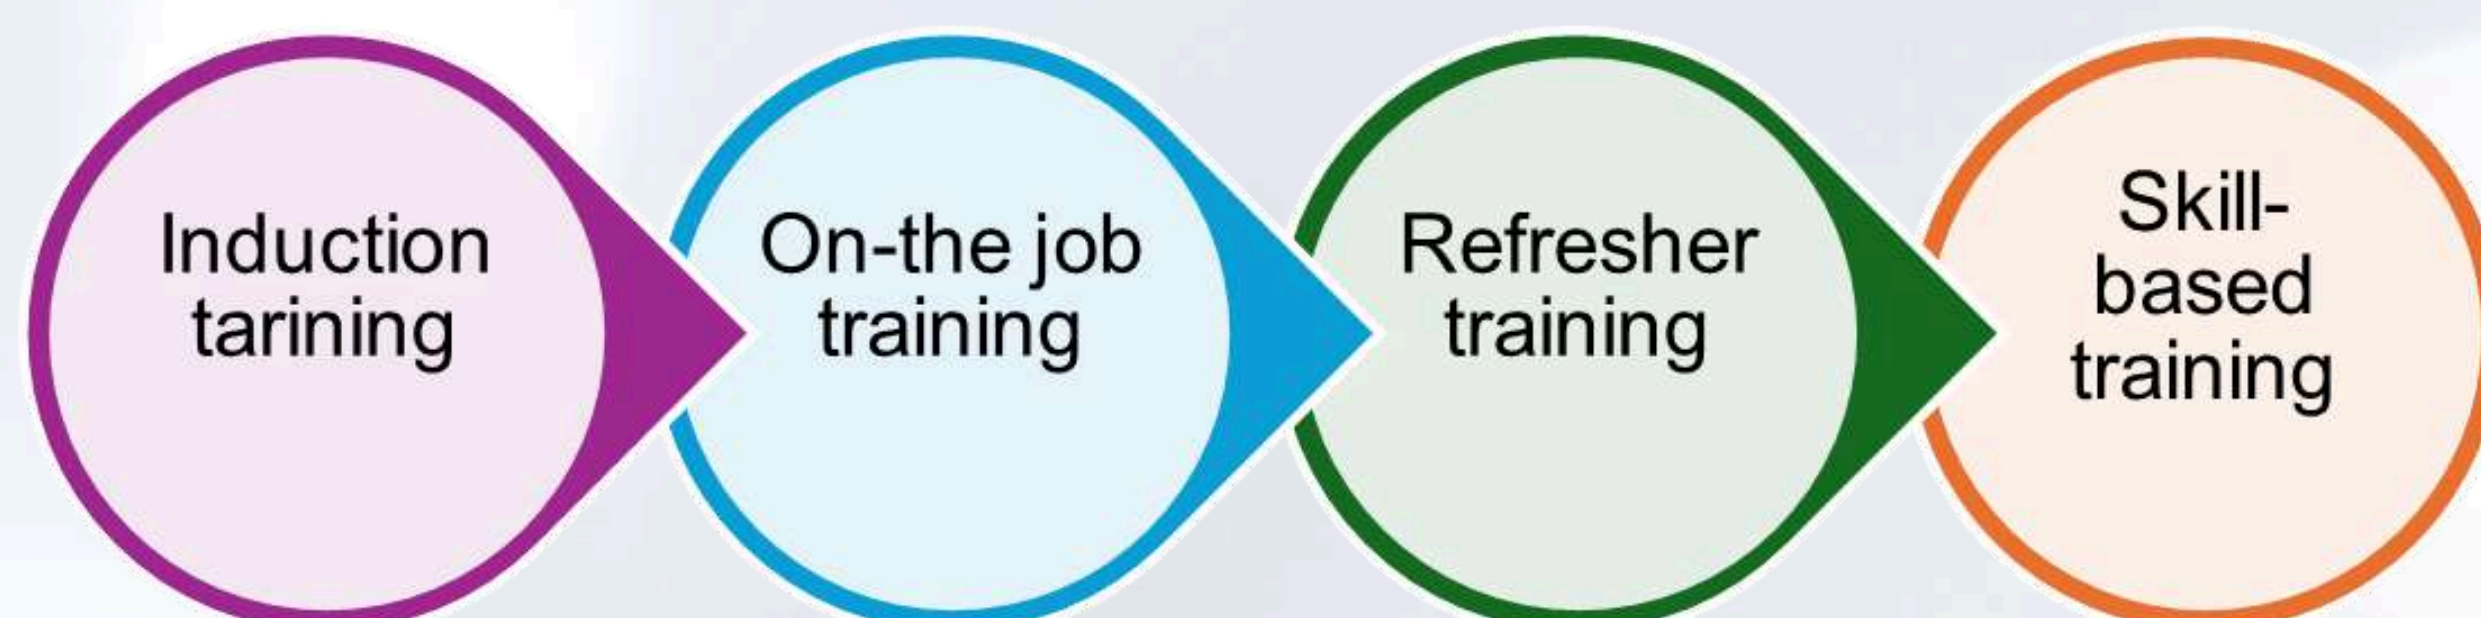 Induction
tarining
On-the job
training
Refresher
training
Skill-
based
training